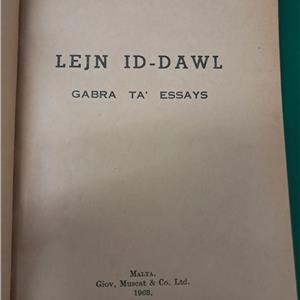 LEJN ID-DAWL
GABRA TA' ESSAYS
MALTA.
Giov. Muscat & Co. Ltd.
1963.